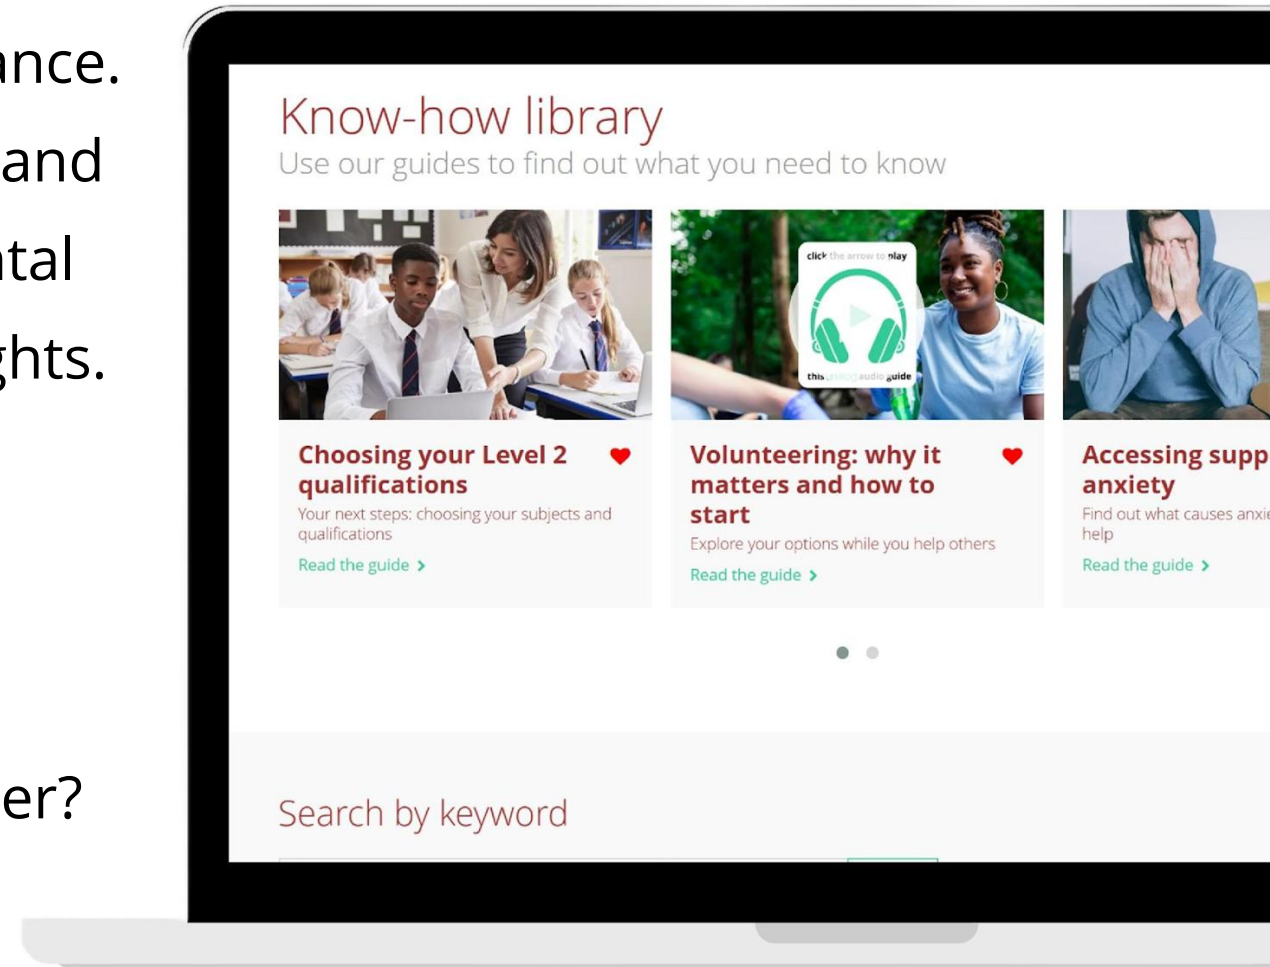 ance.
and
ntal
ghts.
er?
Know-how library
Use our guides to find out what you need to know
click the arrow to play
this audio guide
Choosing your Level 2
qualifications
Your next steps: choosing your subjects and
qualifications
Read the guide
Volunteering: why it
matters and how to
start
Explore your options while you help others
Read the guide
Accessing supp
anxiety
Find out what causes anxie
help
Read the guide
Search by keyword